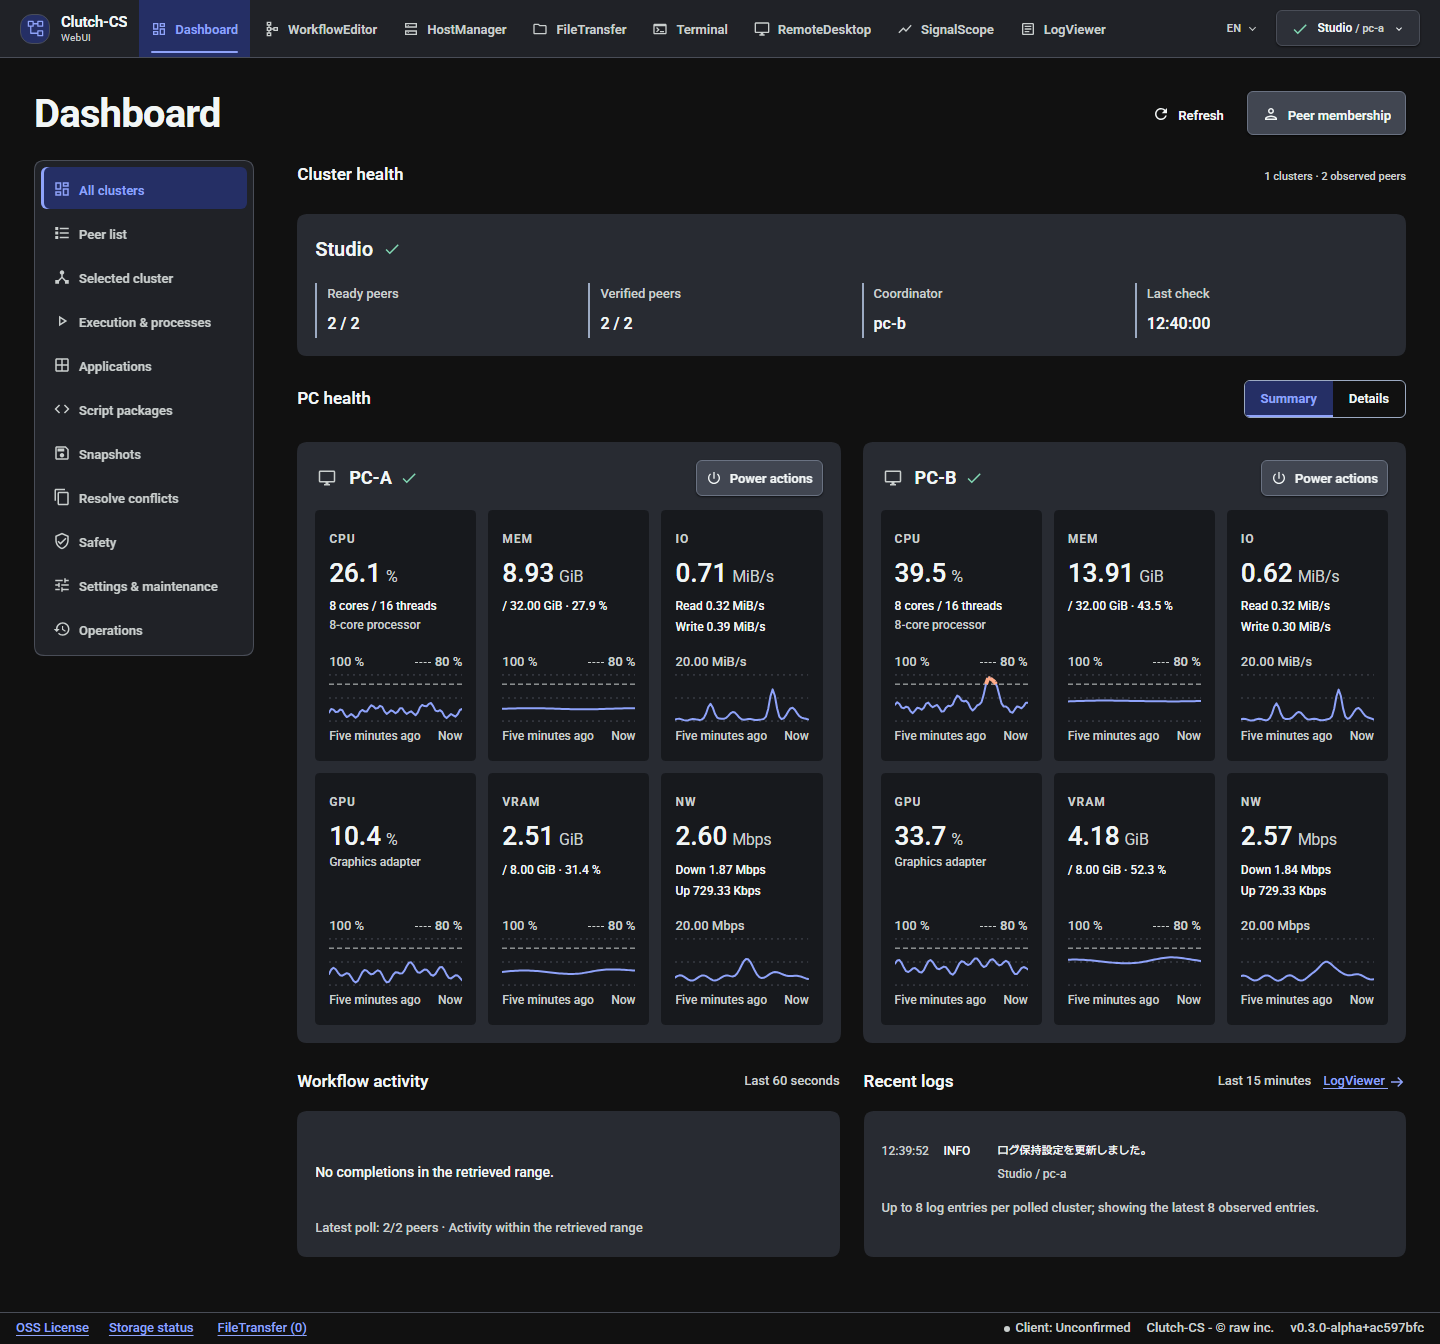 Clutch-CS
WebUI
Dashboard
WorkflowEditor
HostManager
FileTransfer
Terminal
RemoteDesktop
SignalScope
LogViewer
EN
Studio / pc-a
Dashboard
Refresh
Peer membership
All clusters
Peer list
Selected cluster
Execution & processes
Applications
Script packages
Snapshots
Resolve conflicts
Safety
Settings & maintenance
Operations
Cluster health
1 clusters · 2 observed peers
Studio
Ready peers
2 / 2
Verified peers
2 / 2
Coordinator
pc-b
Last check
12:40:00
PC health
Summary
Details
PC-A
Power actions
CPU
26.1 %
8 cores / 16 threads
8-core processor
100 % ---- 80 %
Five minutes ago Now
MEM
8.93 GiB
/ 32.00 GiB · 27.9 %
100 % ---- 80 %
Five minutes ago Now
IO
0.71 MiB/s
Read 0.32 MiB/s
Write 0.39 MiB/s
20.00 MiB/s
Five minutes ago Now
GPU
10.4 %
Graphics adapter
100 % ---- 80 %
Five minutes ago Now
VRAM
2.51 GiB
/ 8.00 GiB · 31.4 %
100 % ---- 80 %
Five minutes ago Now
NW
2.60 Mbps
Down 1.87 Mbps
Up 729.33 Kbps
20.00 Mbps
Five minutes ago Now
PC-B
Power actions
CPU
39.5 %
8 cores / 16 threads
8-core processor
100 % ---- 80 %
Five minutes ago Now
MEM
13.91 GiB
/ 32.00 GiB · 43.5 %
100 % ---- 80 %
Five minutes ago Now
IO
0.62 MiB/s
Read 0.32 MiB/s
Write 0.30 MiB/s
20.00 MiB/s
Five minutes ago Now
GPU
33.7 %
Graphics adapter
100 % ---- 80 %
Five minutes ago Now
VRAM
4.18 GiB
/ 8.00 GiB · 52.3 %
100 % ---- 80 %
Five minutes ago Now
NW
2.57 Mbps
Down 1.84 Mbps
Up 729.33 Kbps
20.00 Mbps
Five minutes ago Now
Workflow activity
Last 60 seconds
No completions in the retrieved range.
Latest poll: 2/2 peers · Activity within the retrieved range
Recent logs
Last 15 minutes
LogViewer
12:39:52 INFO ログ保持設定を更新しました。
Studio / pc-a
Up to 8 log entries per polled cluster; showing the latest 8 observed entries.
OSS License
Storage status
FileTransfer (0)
Client: Unconfirmed
Clutch-CS - © raw inc.
v0.3.0-alpha+ac597bfc